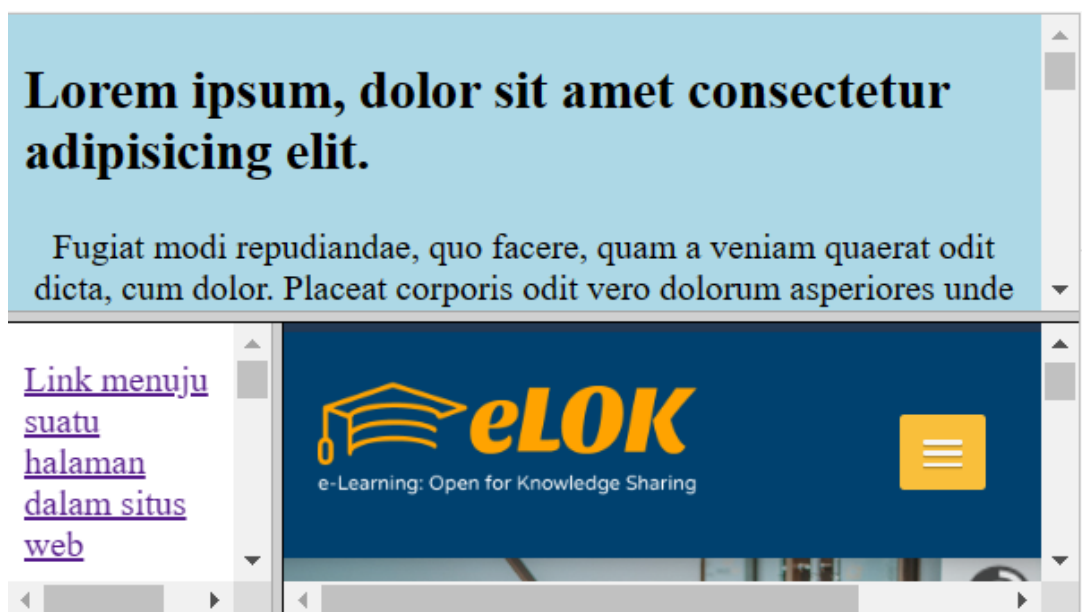 Lorem ipsum, dolor sit amet consectetur
adipisicing elit.
Fugiat modi repudiandae, quo facere, quam a veniam quaerat odit
dicta, cum dolor. Placeat corporis odit vero dolorum asperiores unde
Link menuju
suatu
halaman
dalam situs
web
eLOK
e-Learning: Open for Knowledge Sharing